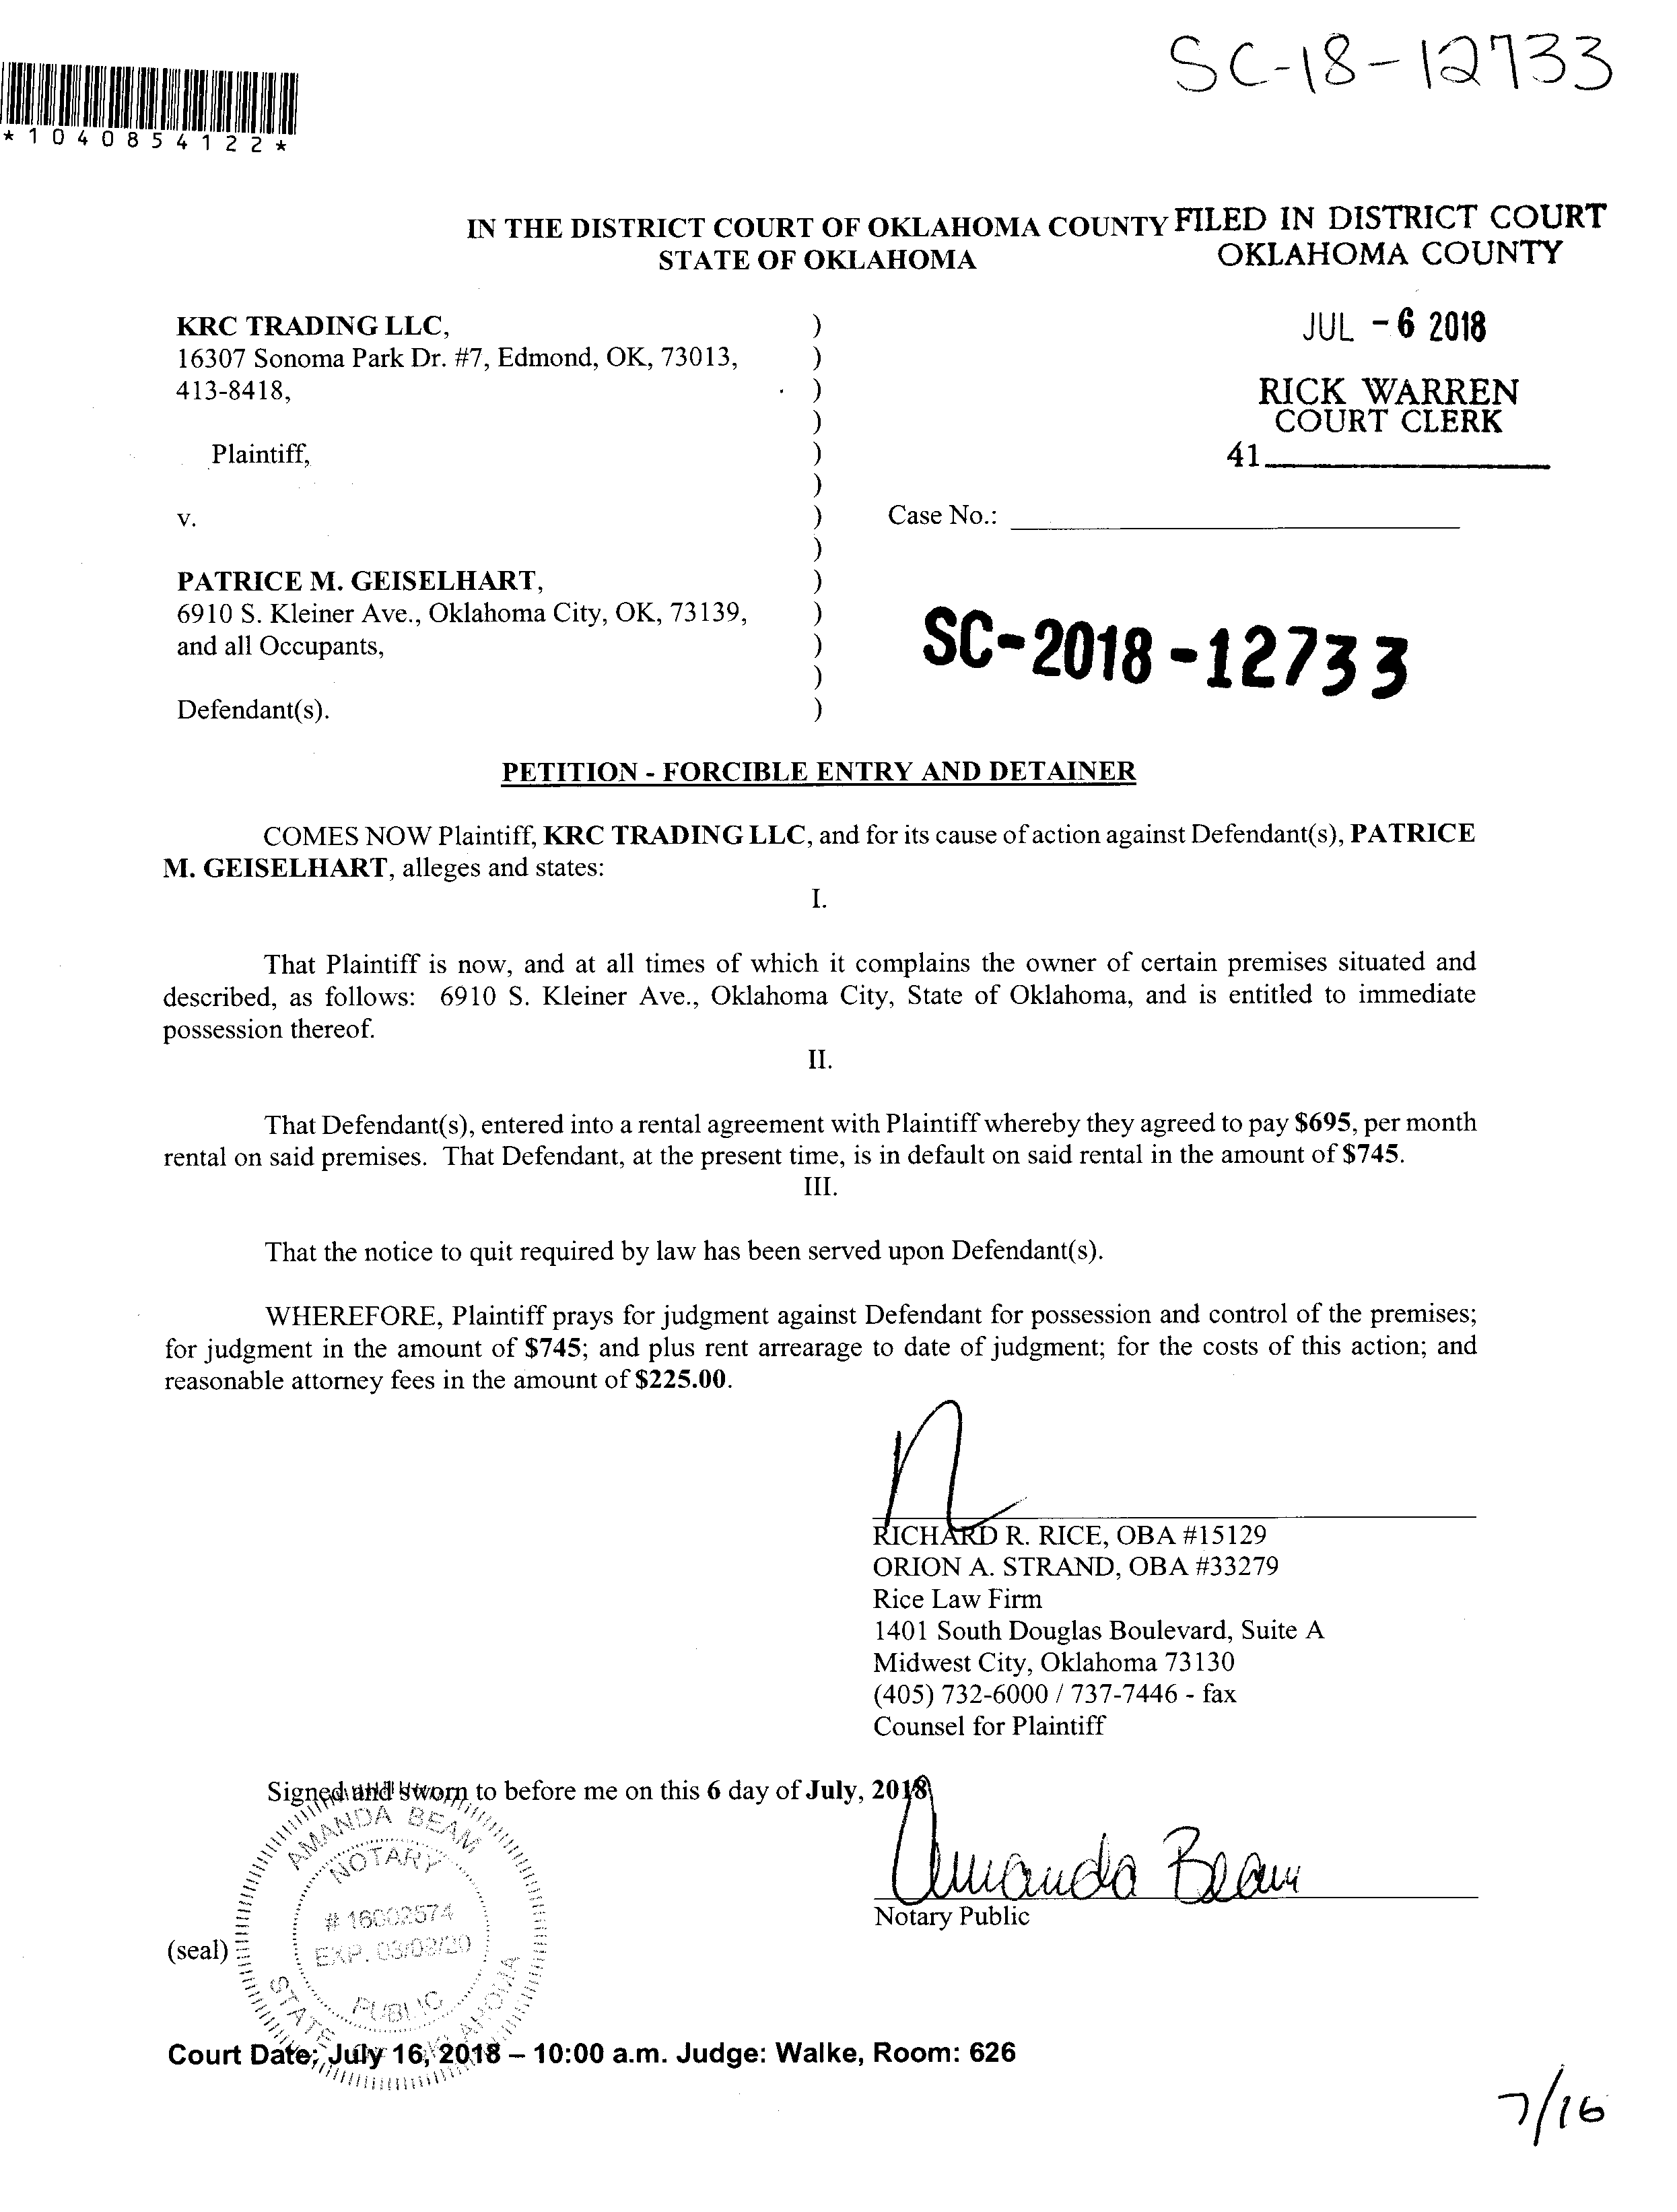 SC-18-12733
*1040854122*
IN THE DISTRICT COURT OF OKLAHOMA COUNTY
STATE OF OKLAHOMA
FILED IN DISTRICT COURT
OKLAHOMA COUNTY
JUL -6 2018
RICK WARREN
COURT CLERK
41
KRC TRADING LLC, )
16307 Sonoma Park Dr. #7, Edmond, OK, 73013, )
413-8418, )
)
Plaintiff, )
)
v. ) Case No.:
)
PATRICE M. GEISELHART, )
6910 S. Kleiner Ave., Oklahoma City, OK, 73139, )
and all Occupants, )
)
Defendant(s). )
SC-2018-12733
PETITION - FORCIBLE ENTRY AND DETAINER
COMES NOW Plaintiff, KRC TRADING LLC, and for its cause of action against Defendant(s), PATRICE
M. GEISELHART, alleges and states:
I.
That Plaintiff is now, and at all times of which it complains the owner of certain premises situated and
described, as follows: 6910 S. Kleiner Ave., Oklahoma City, State of Oklahoma, and is entitled to immediate
possession thereof.
II.
That Defendant(s), entered into a rental agreement with Plaintiff whereby they agreed to pay $695, per month
rental on said premises. That Defendant, at the present time, is in default on said rental in the amount of $745.
III.
That the notice to quit required by law has been served upon Defendant(s).
WHEREFORE, Plaintiff prays for judgment against Defendant for possession and control of the premises;
for judgment in the amount of $745; and plus rent arrearage to date of judgment; for the costs of this action; and
reasonable attorney fees in the amount of $225.00.
RICHARD R. RICE, OBA #15129
ORION A. STRAND, OBA #33279
Rice Law Firm
1401 South Douglas Boulevard, Suite A
Midwest City, Oklahoma 73130
(405) 732-6000 / 737-7446 - fax
Counsel for Plaintiff
Signed and sworn to before me on this 6 day of July, 2018
Amanda Beam
Notary Public
(seal)
AMANDA BEAM
NOTARY
# 16002574
EXP. 03/0
PUBLIC
STATE OKLAHOMA
Court Date: July 16, 2018 – 10:00 a.m. Judge: Walke, Room: 626
7/16